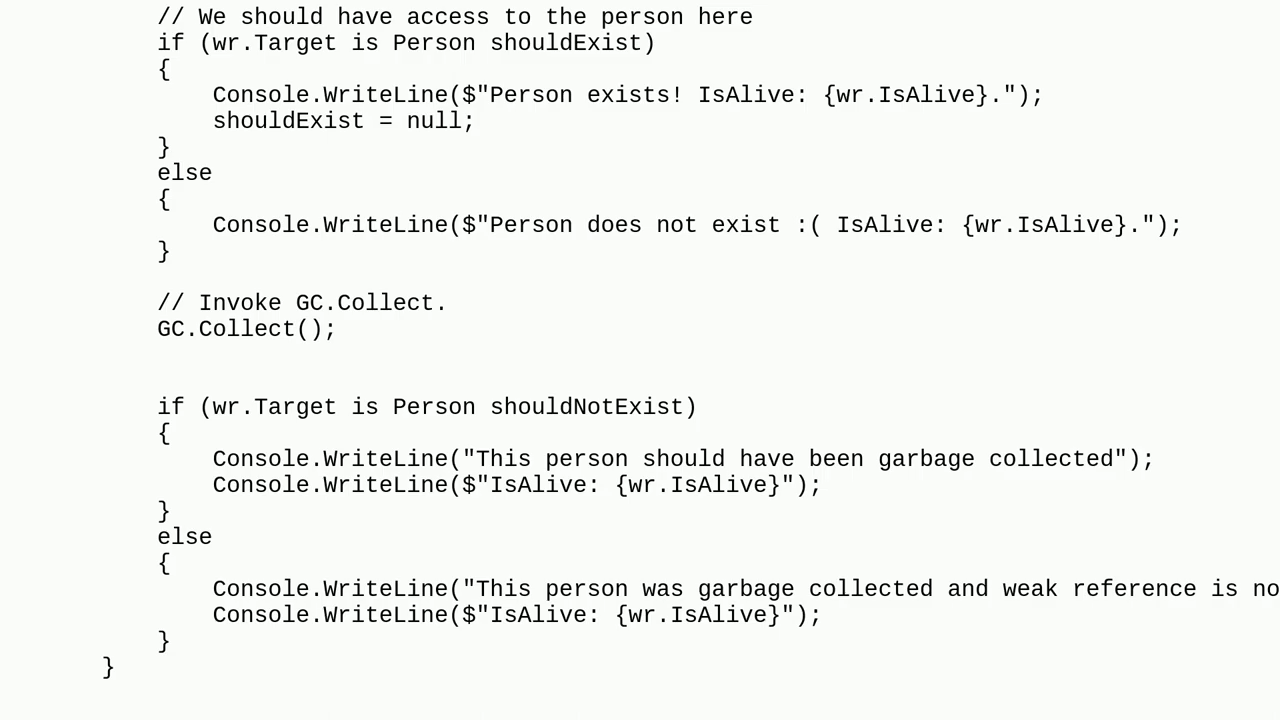 // We should have access to the person here
if (wr.Target is Person shouldExist)
{
Console.WriteLine($"Person exists! IsAlive: {wr.IsAlive}.");
shouldExist = null;
}
else
{
Console.WriteLine($"Person does not exist :( IsAlive: {wr.IsAlive}.");
}
// Invoke GC.Collect.
GC.Collect();
if (wr.Target is Person shouldNotExist)
{
Console.WriteLine("This person should have been garbage collected");
Console.WriteLine($"IsAlive: {wr.IsAlive}");
}
else
{
Console.WriteLine("This person was garbage collected and weak reference is no
Console.WriteLine($"IsAlive: {wr.IsAlive}");
}
}